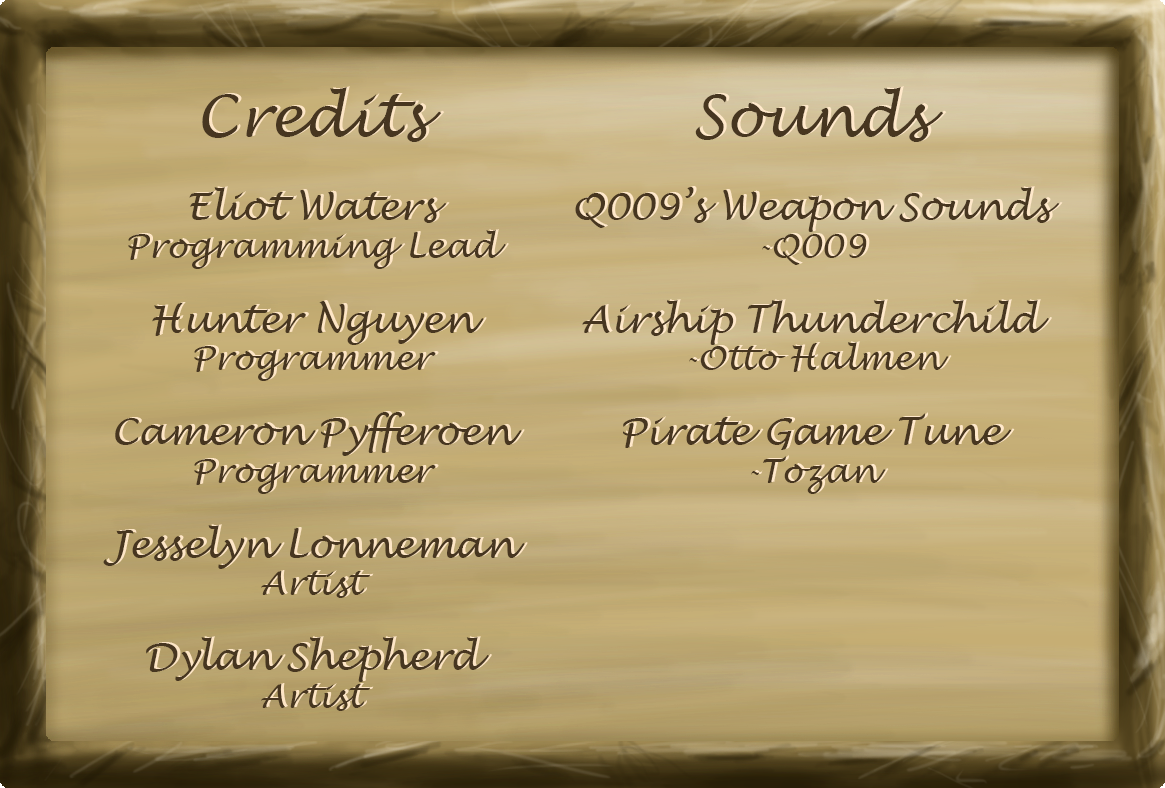 Credits
Eliot Waters
Programming Lead
Hunter Nguyen
Programmer
Cameron Pyfferoen
Programmer
Jesselyn Lonneman
Artist
Dylan Shepherd
Artist
Sounds
Q009's Weapon Sounds
-Q009
Airship Thunderchild
-Otto Halmen
Pirate Game Tune
-Tozan